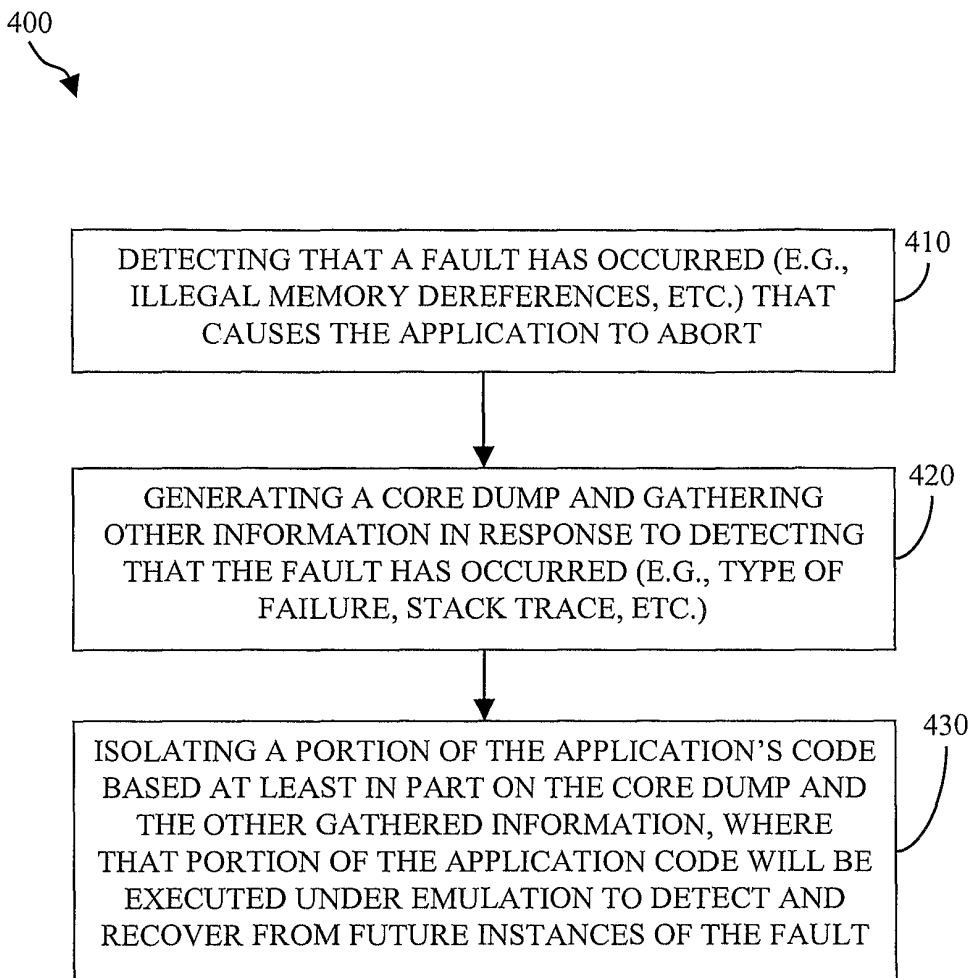 400
DETECTING THAT A FAULT HAS OCCURRED (E.G.,
ILLEGAL MEMORY DEREFERENCES, ETC.) THAT
CAUSES THE APPLICATION TO ABORT
410
GENERATING A CORE DUMP AND GATHERING
OTHER INFORMATION IN RESPONSE TO DETECTING
THAT THE FAULT HAS OCCURRED (E.G., TYPE OF
FAILURE, STACK TRACE, ETC.)
420
ISOLATING A PORTION OF THE APPLICATION'S CODE
BASED AT LEAST IN PART ON THE CORE DUMP AND
THE OTHER GATHERED INFORMATION, WHERE
THAT PORTION OF THE APPLICATION CODE WILL BE
EXECUTED UNDER EMULATION TO DETECT AND
RECOVER FROM FUTURE INSTANCES OF THE FAULT
430